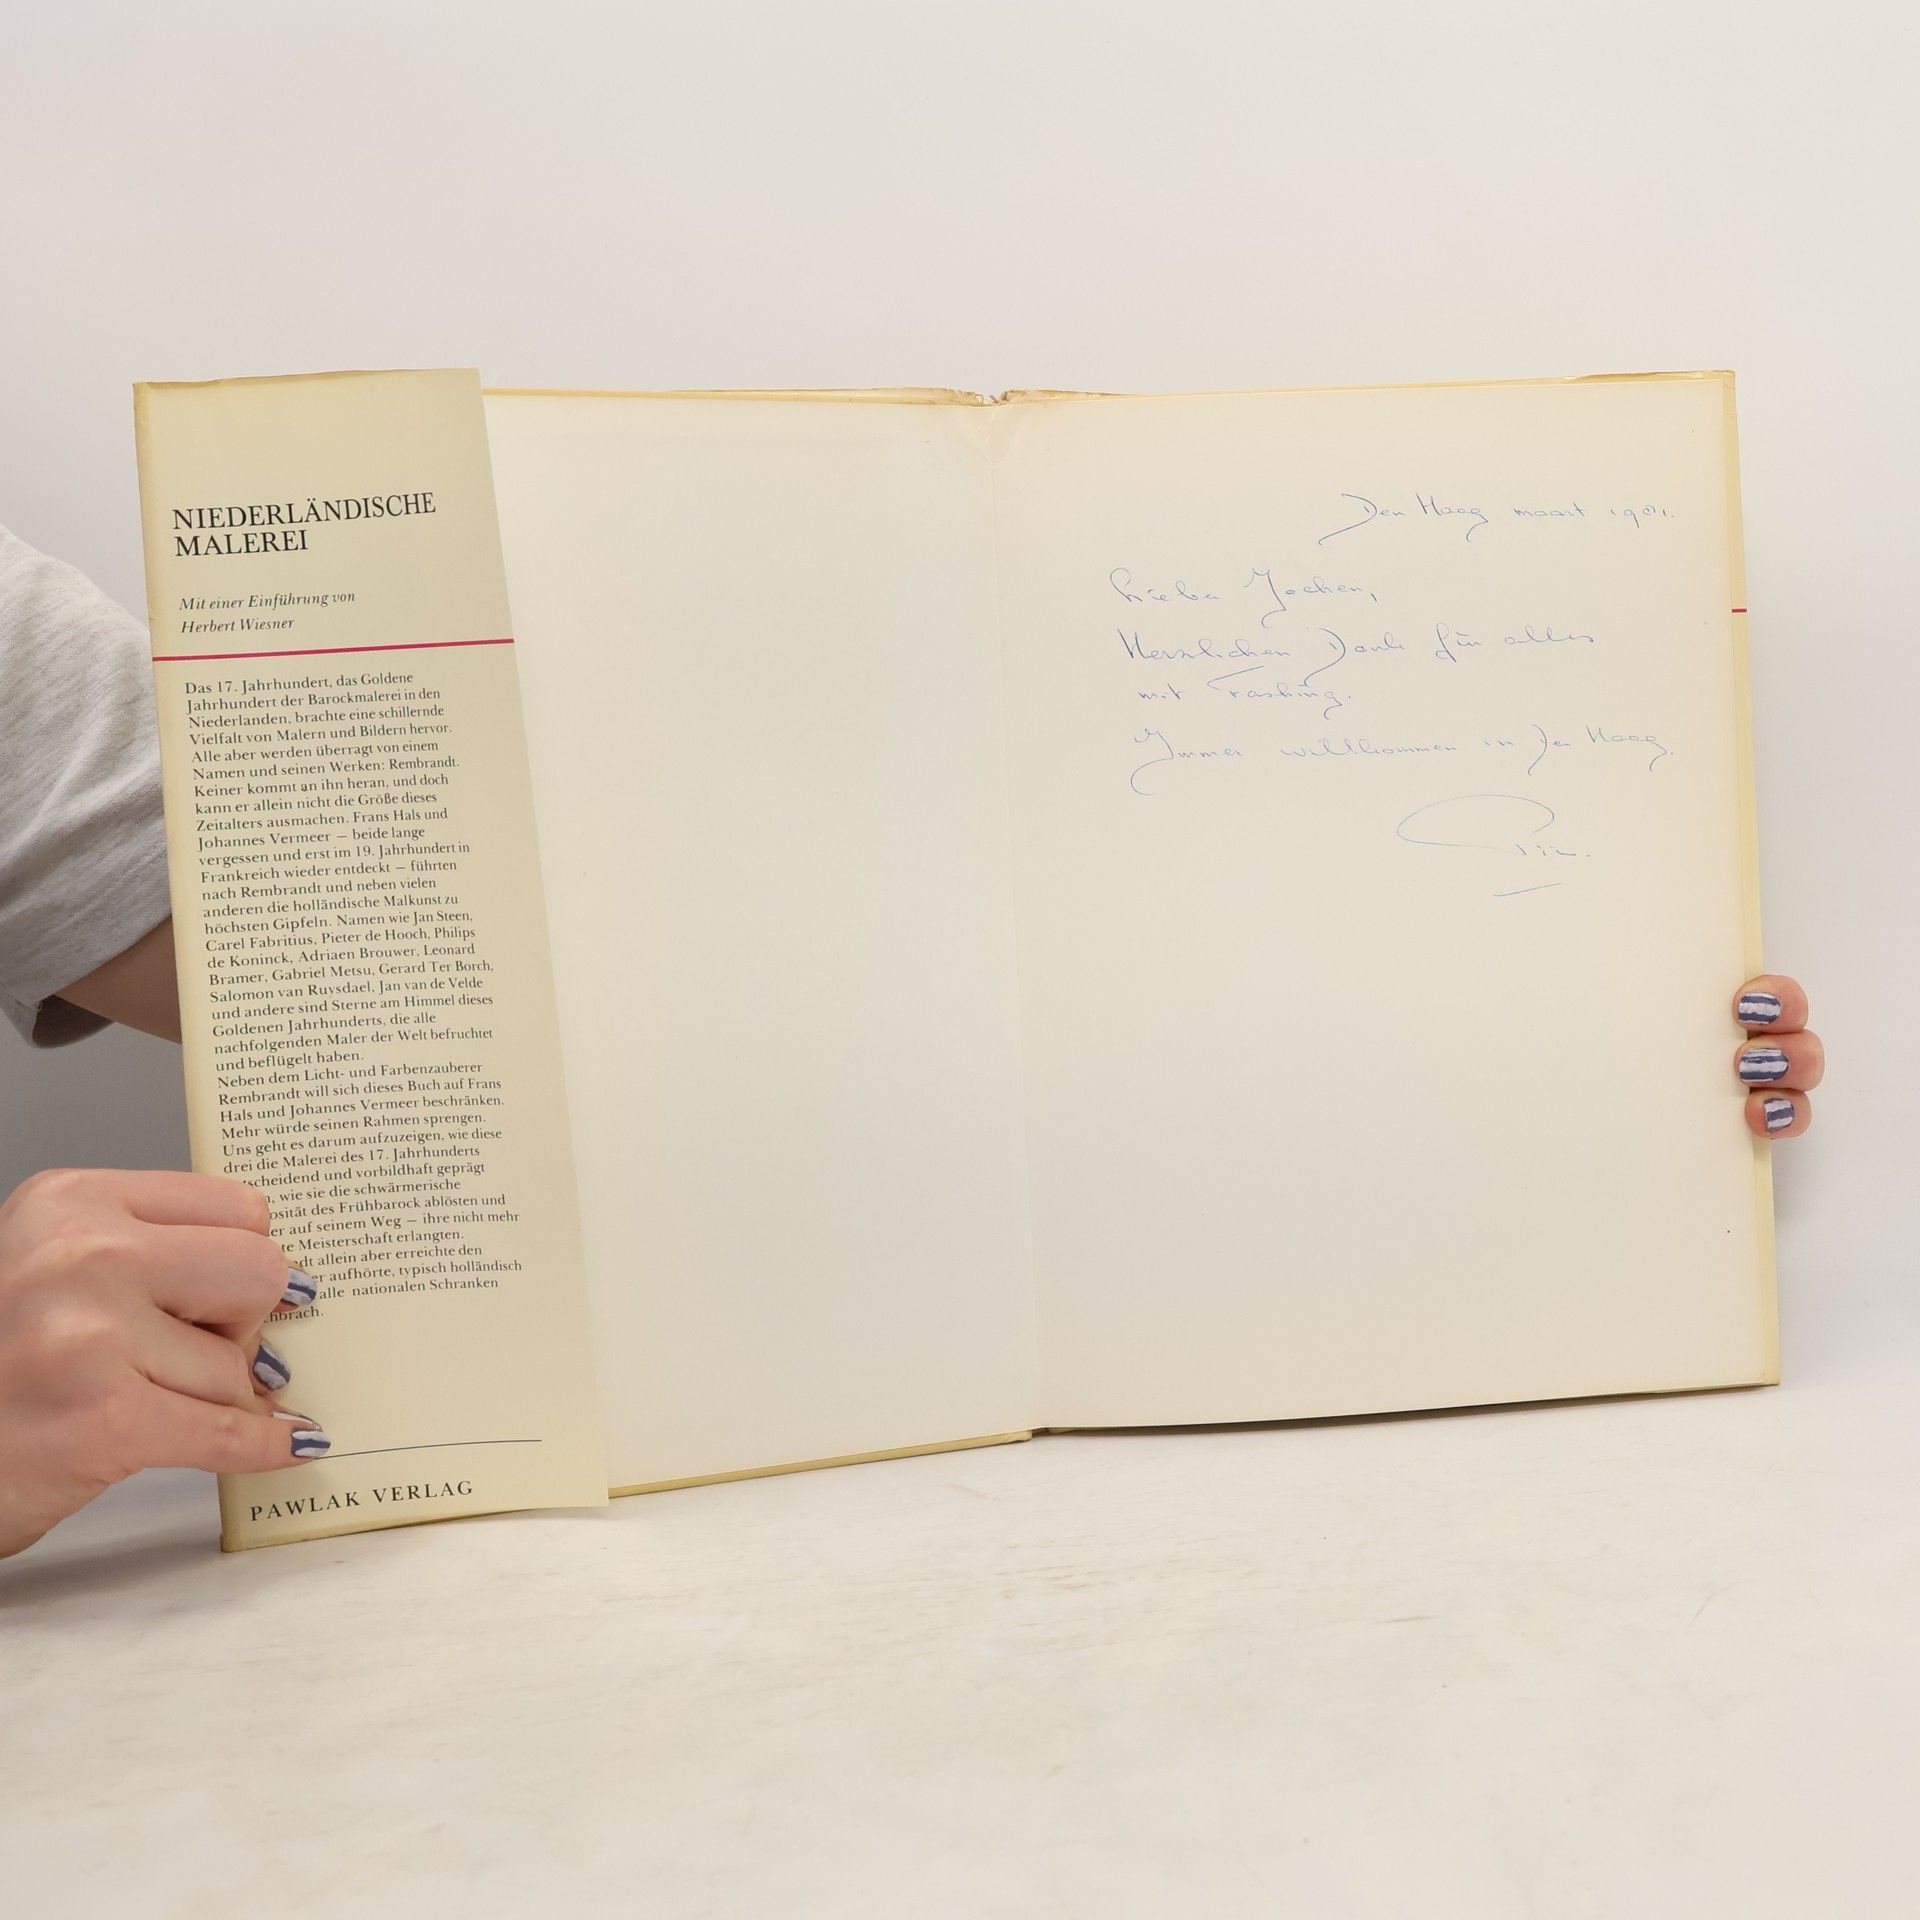 NIEDERLÄNDISCHE
MALEREI
Mit einer Einführung von
Herbert Wiesner
Das 17. Jahrhundert, das Goldene
Jahrhundert der Barockmalerei in den
Niederlanden, brachte eine schillernde
Vielfalt von Malern und Bildern hervor.
Alle aber werden überragt von einem
Namen und seinen Werken: Rembrandt.
Keiner kommt an ihn heran, und doch
kann er allein nicht die Größe dieses
Zeitalters ausmachen. Frans Hals und
Johannes Vermeer — beide lange
vergessen und erst im 19. Jahrhundert in
Frankreich wieder entdeckt — führten
nach Rembrandt und neben vielen
anderen die holländische Malkunst zu
höchsten Gipfeln. Namen wie Jan Steen,
Carel Fabritius, Pieter de Hooch, Philips
de Koninck, Adriaen Brouwer, Leonard
Bramer, Gabriel Metsu, Gerard Ter Borch,
Salomon van Ruysdael, Jan van de Velde
und andere sind Sterne am Himmel dieses
Goldenen Jahrhunderts, die alle
nachfolgenden Maler der Welt befruchtet
und beflügelt haben.
Neben dem Licht- und Farbenzauberer
Rembrandt will sich dieses Buch auf Frans
Hals und Johannes Vermeer beschränken.
Mehr würde seinen Rahmen sprengen.
Uns geht es darum aufzuzeigen, wie diese
drei die Malerei des 17. Jahrhunderts
tscheidend und vorbildhaft geprägt
wie sie die schwärmerische
osität des Frühbarock ablösten und
er auf seinem Weg — ihre nicht mehr
te Meisterschaft erlangten.
dt allein aber erreichte den
er aufhörte, typisch holländisch
alle nationalen Schranken
hbrach.
PAWLAK VERLAG
Den Haag maart 1981.
Lieber Jochen,
Herzlichen Dank für alles
mit Fashing.
Immer willkommen in Den Haag.